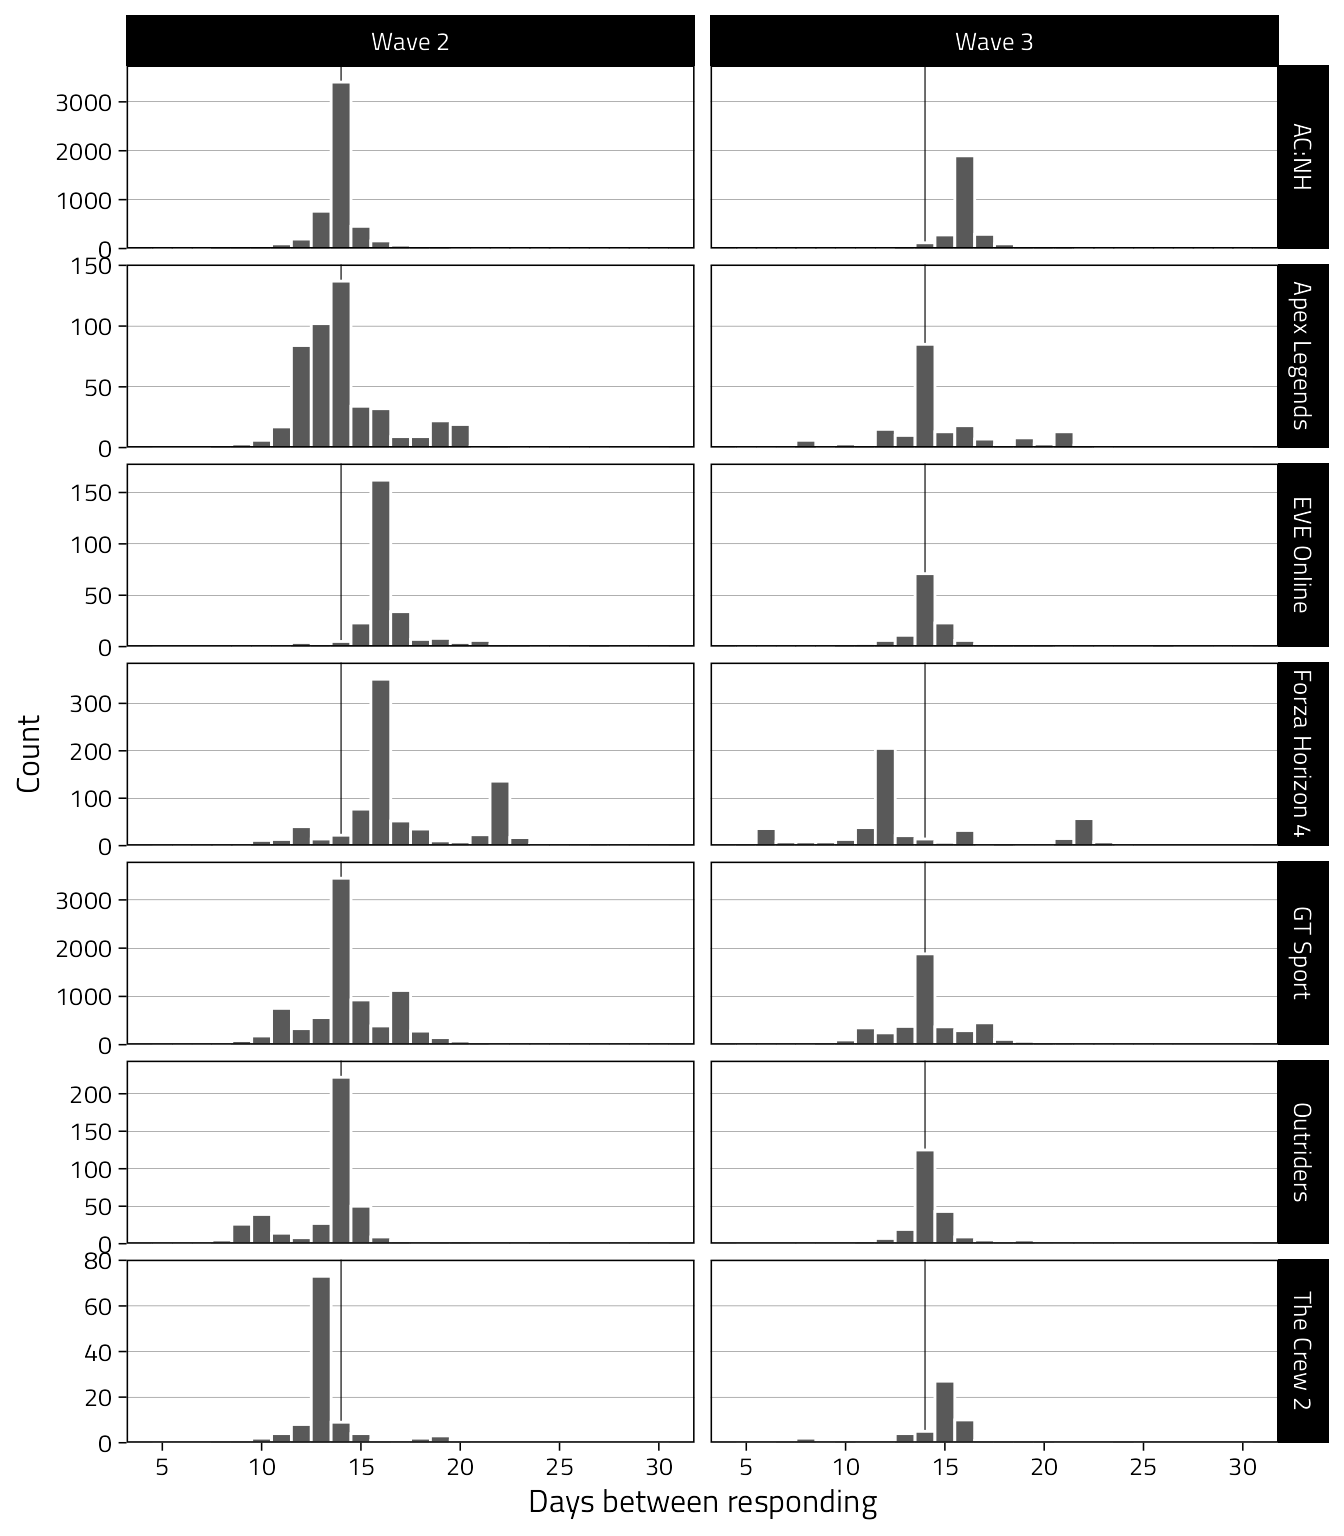 Wave 2 Wave 3
3000
2000
1000
0
AC:NH
150
100
50
0
Apex Legends
150
100
50
0
EVE Online
300
200
100
0
Forza Horizon 4
3000
2000
1000
0
GT Sport
200
150
100
50
0
Outriders
80
60
40
20
0
The Crew 2
Count
5 10 15 20 25 30 5 10 15 20 25 30
Days between responding